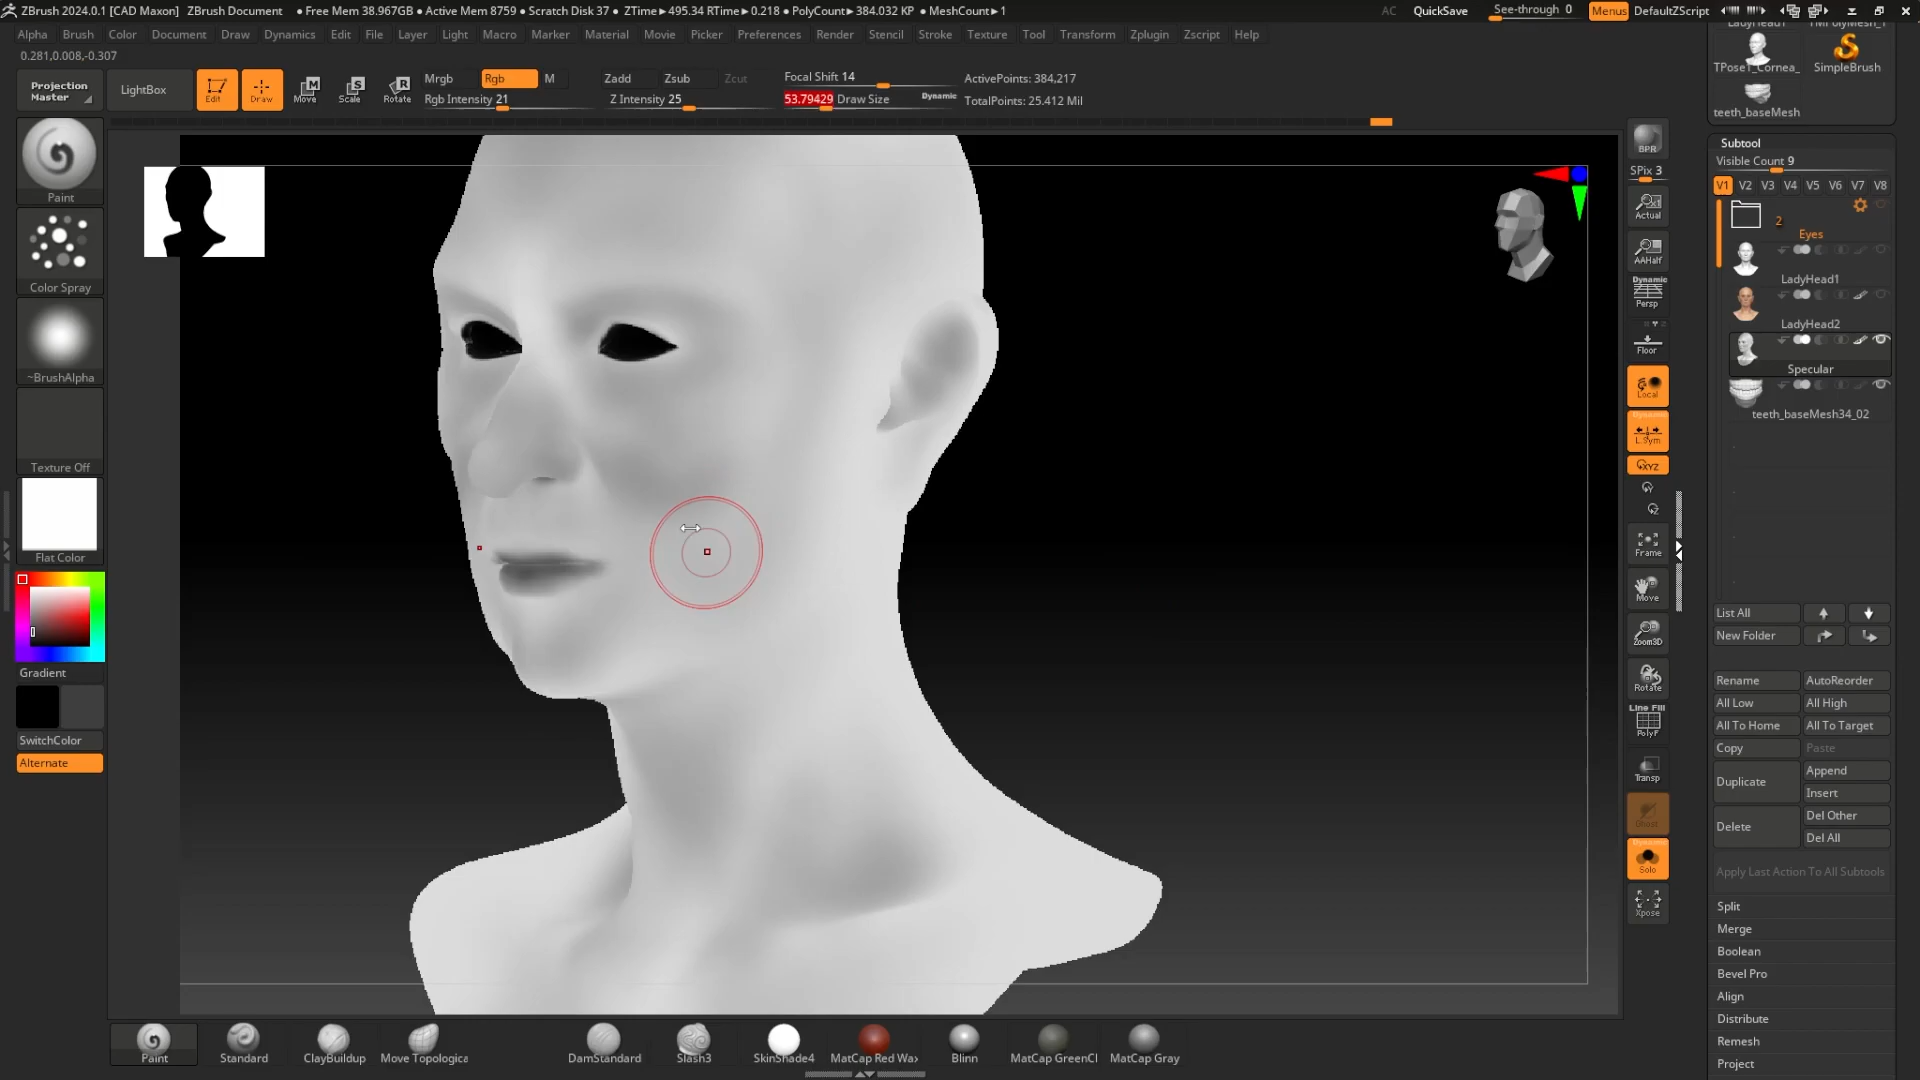 ZBrush 2024.0.1 [CAD Maxon] ZBrush Document • Free Mem 38.967GB • Active Mem 8759 • Scratch Disk 37 • ZTime►495.34 RTime►0.218 • PolyCount►384.032 KP • MeshCount►1 AC QuickSave See-through 0 Menus DefaultZScript
Alpha Brush Color Document Draw Dynamics Edit File Layer Light Macro Marker Material Movie Picker Preferences Render Stencil Stroke Texture Tool Transform Zplugin Zscript Help
0.281,0.008,-0.307
Projection Master
LightBox
Edit
Draw
Move
Scale
Rotate
Mrgb Rgb M
Rgb Intensity 21
Zadd Zsub Zcut
Z Intensity 25
Focal Shift 14
53.79429 Draw Size Dynamic
ActivePoints: 384,217
TotalPoints: 25.412 Mil
Paint
Color Spray
~BrushAlpha
Texture Off
Flat Color
Gradient
SwitchColor
Alternate
BPR
SPix 3
Actual
AAHalf
Dynamic
Persp
Floor
Local
Dynamic
L.Sym
XYZ
Y
Z
Frame
Move
Zoom3D
Rotate
Line Fill
PolyF
Transp
Ghost
Dynamic
Solo
Xpose
TPose1_Cornea_
SimpleBrush
teeth_baseMesh
Subtool
Visible Count 9
V1 V2 V3 V4 V5 V6 V7 V8
2
Eyes
LadyHead1
LadyHead2
Specular
teeth_baseMesh34_02
List All
New Folder
Rename AutoReorder
All Low All High
All To Home All To Target
Copy Paste
Duplicate Append
Insert
Delete Del Other
Del All
Apply Last Action To All Subtools
Split
Merge
Boolean
Bevel Pro
Align
Distribute
Remesh
Project
Paint Standard ClayBuildup Move Topologica DamStandard Slash3 SkinShade4 MatCap Red Wax Blinn MatCap GreenCl MatCap Gray